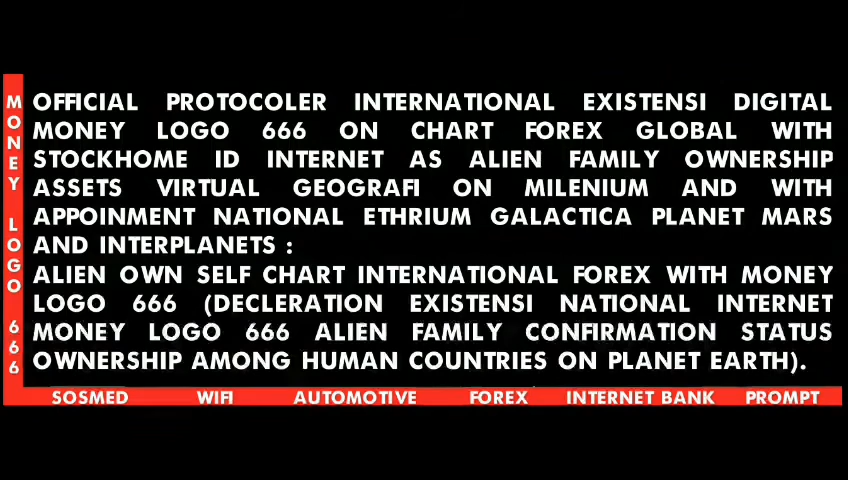 MONEY LOGO 666
OFFICIAL PROTOCOLER INTERNATIONAL EXISTENSI DIGITAL
MONEY LOGO 666 ON CHART FOREX GLOBAL WITH
STOCKHOME ID INTERNET AS ALIEN FAMILY OWNERSHIP
ASSETS VIRTUAL GEOGRAFI ON MILENIUM AND WITH
APPOINMENT NATIONAL ETHRIUM GALACTICA PLANET MARS
AND INTERPLANETS :
ALIEN OWN SELF CHART INTERNATIONAL FOREX WITH MONEY
LOGO 666 (DECLERATION EXISTENSI NATIONAL INTERNET
MONEY LOGO 666 ALIEN FAMILY CONFIRMATION STATUS
OWNERSHIP AMONG HUMAN COUNTRIES ON PLANET EARTH).
SOSMED WIFI AUTOMOTIVE FOREX INTERNET BANK PROMPT